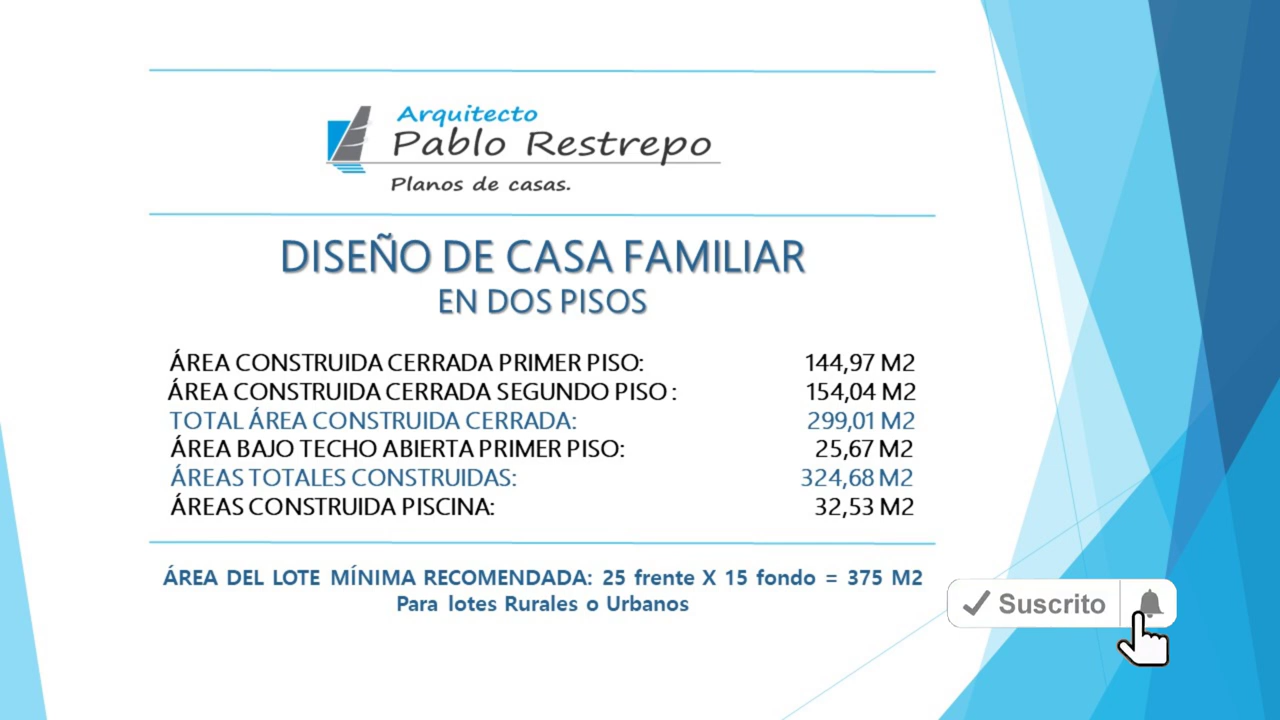 Arquitecto
Pablo Restrepo
Planos de casas.
DISEÑO DE CASA FAMILIAR
EN DOS PISOS
ÁREA CONSTRUIDA CERRADA PRIMER PISO: 144,97 M2
ÁREA CONSTRUIDA CERRADA SEGUNDO PISO : 154,04 M2
TOTAL ÁREA CONSTRUIDA CERRADA: 299,01 M2
ÁREA BAJO TECHO ABIERTA PRIMER PISO: 25,67 M2
ÁREAS TOTALES CONSTRUIDAS: 324,68 M2
ÁREAS CONSTRUIDA PISCINA: 32,53 M2
ÁREA DEL LOTE MÍNIMA RECOMENDADA: 25 frente X 15 fondo = 375 M2
Para lotes Rurales o Urbanos
Suscrito